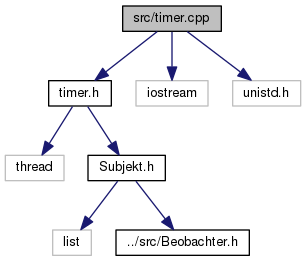 src/timer.cpp
timer.h
iostream
unistd.h
thread
Subjekt.h
list
../src/Beobachter.h